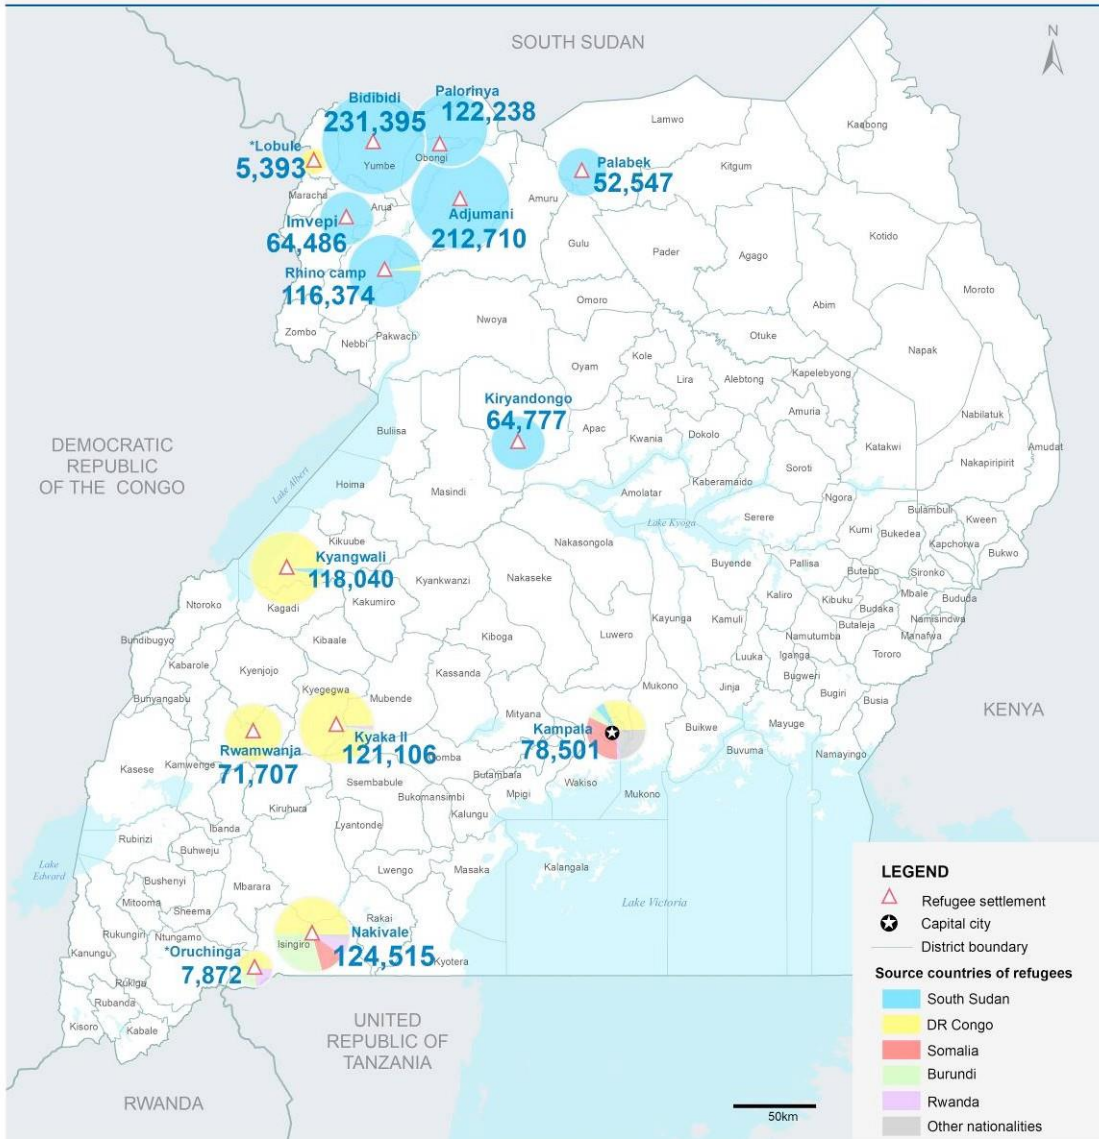 SOUTH SUDAN
N
Bidibidi
231,395
Palorinya
122,238
*Lobule
5,393
Yumbe
Obongi
Maracha
Arua
Imvepi
64,486
Adjumani
212,710
Rhino camp
116,374
Palabek
52,547
Lamwo
Kaabong
Kitgum
Amuru
Gulu
Pader
Agago
Kotido
Moroto
Omoro
Abim
Zombo
Nebbi
Pakwach
Nwoya
Otuke
Napak
Oyam
Kole
Lira
Alebtong
Kapelebyong
Kiryandongo
64,777
Apac
Kwania
Dokolo
Amuria
Nabilatuk
Katakwi
Amudat
Nakapiripirit
DEMOCRATIC
REPUBLIC
OF THE CONGO
Buliisa
Lake Albert
Hoima
Masindi
Kaberamaido
Soroti
Amolatar
Ngora
Lake Kyoga
Serere
Kumi
Bukedea
Bulambuli
Kween
Kapchorwa
Bukwo
Kikuube
Kyangwali
118,040
Nakasongola
Buyende
Pallisa
Butebo
Sironko
Kagadi
Kakumiro
Kyankwanzi
Nakaseke
Kaliro
Kibuku
Mbale
Bududa
Budaka
Namisindwa
Butaleja
Manafwa
Ntoroko
Bundibugyo
Kibaale
Kiboga
Luwero
Kayunga
Kamuli
Namutumba
Tororo
Kabarole
Kyenjojo
Kassanda
Luuka
Iganga
Bugweri
Bunyangabu
Kyegegwa
Mubende
Mukono
Jinja
Bugiri
Busia
Mityana
Kampala
78,501
Buikwe
Mayuge
KENYA
Rwamwanja
71,707
Kyaka II
121,106
Buvuma
Namayingo
Kasese
Kamwenge
Butambala
Wakiso
Mpigi
Mukono
Ssembabule
Bukomansimbi
Kalungu
Kiruhura
Lyantonde
Rubirizi
Ibanda
Buhweju
Lwengo
Masaka
Kalangala
Lake
Edward
Bushenyi
Mbarara
Mitooma
Sheema
Lake Victoria
Rukungiri
Ntungamo
Kanungu
Isingiro
Nakivale
124,515
Rakai
Kyotera
*Oruchinga
7,872
Rukiga
Rubanda
Kisoro
Kabale
UNITED
REPUBLIC OF
TANZANIA
RWANDA
50km
LEGEND
Refugee settlement
Capital city
District boundary
Source countries of refugees
South Sudan
DR Congo
Somalia
Burundi
Rwanda
Other nationalities